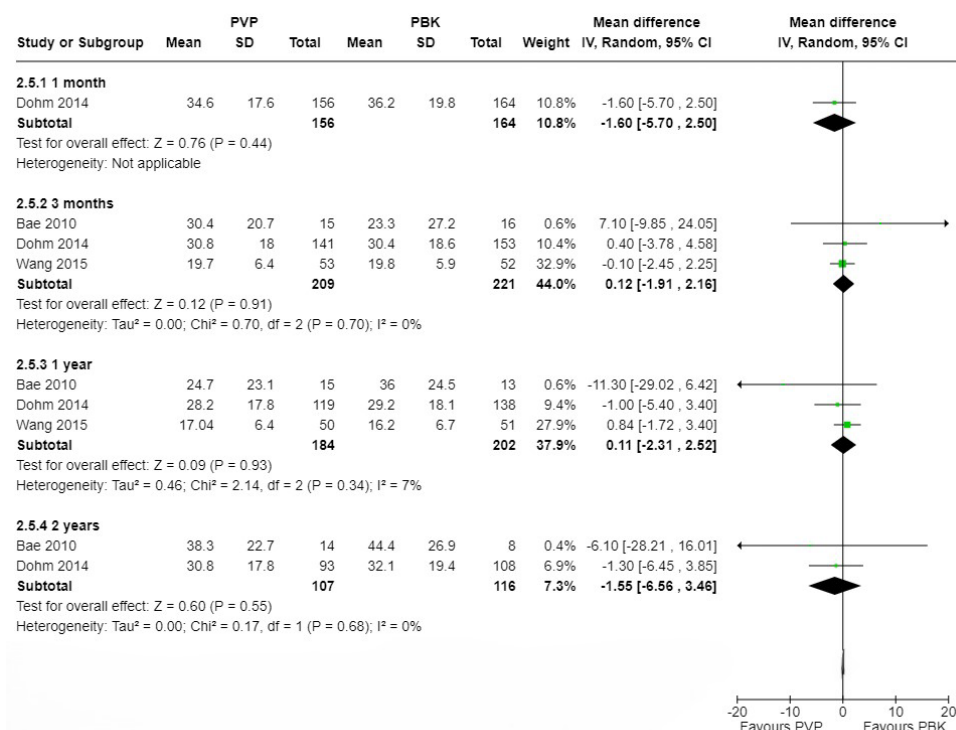 PVP PBK Mean difference Mean difference
Study or Subgroup Mean SD Total Mean SD Total Weight IV, Random, 95% CI IV, Random, 95% CI
2.5.1 1 month
Dohm 2014 34.6 17.6 156 36.2 19.8 164 10.8% -1.60 [-5.70 , 2.50]
Subtotal 156 164 10.8% -1.60 [-5.70 , 2.50]
Test for overall effect: Z = 0.76 (P = 0.44)
Heterogeneity: Not applicable
2.5.2 3 months
Bae 2010 30.4 20.7 15 23.3 27.2 16 0.6% 7.10 [-9.85 , 24.05]
Dohm 2014 30.8 18 141 30.4 18.6 153 10.4% 0.40 [-3.78 , 4.58]
Wang 2015 19.7 6.4 53 19.8 5.9 52 32.9% -0.10 [-2.45 , 2.25]
Subtotal 209 221 44.0% 0.12 [-1.91 , 2.16]
Test for overall effect: Z = 0.12 (P = 0.91)
Heterogeneity: Tau² = 0.00; Chi² = 0.70, df = 2 (P = 0.70); I² = 0%
2.5.3 1 year
Bae 2010 24.7 23.1 15 36 24.5 13 0.6% -11.30 [-29.02 , 6.42]
Dohm 2014 28.2 17.8 119 29.2 18.1 138 9.4% -1.00 [-5.40 , 3.40]
Wang 2015 17.04 6.4 50 16.2 6.7 51 27.9% 0.84 [-1.72 , 3.40]
Subtotal 184 202 37.9% 0.11 [-2.31 , 2.52]
Test for overall effect: Z = 0.09 (P = 0.93)
Heterogeneity: Tau² = 0.46; Chi² = 2.14, df = 2 (P = 0.34); I² = 7%
2.5.4 2 years
Bae 2010 38.3 22.7 14 44.4 26.9 8 0.4% -6.10 [-28.21 , 16.01]
Dohm 2014 30.8 17.8 93 32.1 19.4 108 6.9% -1.30 [-6.45 , 3.85]
Subtotal 107 116 7.3% -1.55 [-6.56 , 3.46]
Test for overall effect: Z = 0.60 (P = 0.55)
Heterogeneity: Tau² = 0.00; Chi² = 0.17, df = 1 (P = 0.68); I² = 0%
-20 -10 0 10 20
Favours PVP Favours PBK